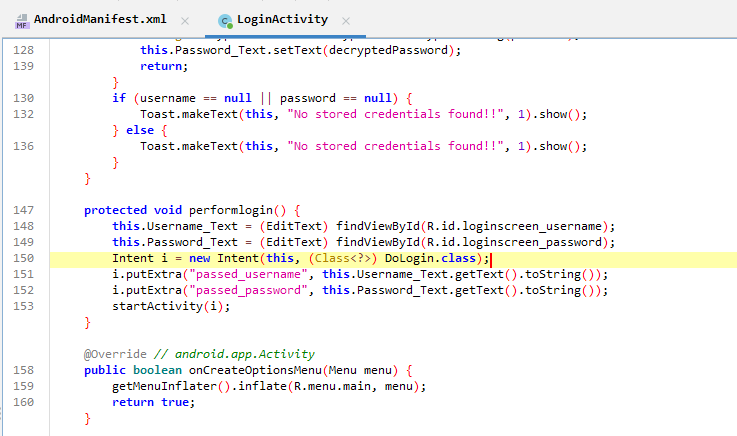 AndroidManifest.xml
LoginActivity
128 this.Password_Text.setText(decryptedPassword);
139 return;
}
130 if (username == null || password == null) {
132 Toast.makeText(this, "No stored credentials found!!", 1).show();
} else {
136 Toast.makeText(this, "No stored credentials found!!", 1).show();
}
}
147 protected void performlogin() {
148 this.Username_Text = (EditText) findViewById(R.id.loginscreen_username);
149 this.Password_Text = (EditText) findViewById(R.id.loginscreen_password);
150 Intent i = new Intent(this, (Class<?>) DoLogin.class);
151 i.putExtra("passed_username", this.Username_Text.getText().toString());
152 i.putExtra("passed_password", this.Password_Text.getText().toString());
153 startActivity(i);
}
@Override // android.app.Activity
158 public boolean onCreateOptionsMenu(Menu menu) {
159 getMenuInflater().inflate(R.menu.main, menu);
160 return true;
}